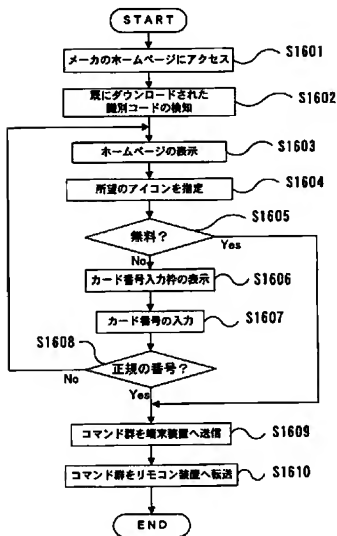 START
メーカのホームページにアクセス
S1601
既にダウンロードされた
識別コードの検知
S1602
ホームページの表示
S1603
所望のアイコンを指定
S1604
無料?
S1605
Yes
No
カード番号入力枠の表示
S1606
カード番号の入力
S1607
S1608
正規の番号?
No
Yes
コマンド群を端末装置へ送信
S1609
コマンド群をリモコン装置へ転送
S1610
END